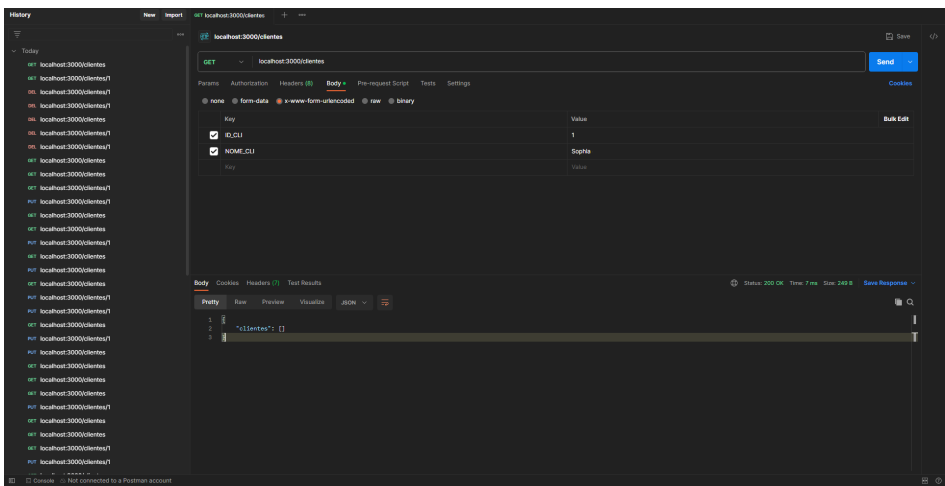 History New Import GET localhost:3000/clientes + ooo
localhost:3000/clientes Save </>
Today
GET localhost:3000/clientes Send
Params Authorization Headers (8) Body Pre-request Script Tests Settings Cookies
none form-data x-www-form-urlencoded raw binary
Key Value Bulk Edit
ID_CLI 1
NOME_CLI Sophia
Key Value
GET localhost:3000/clientes
GET localhost:3000/clientes/1
DEL localhost:3000/clientes/1
DEL localhost:3000/clientes/1
DEL localhost:3000/clientes
DEL localhost:3000/clientes/1
DEL localhost:3000/clientes/1
GET localhost:3000/clientes
GET localhost:3000/clientes
GET localhost:3000/clientes/1
PUT localhost:3000/clientes/1
GET localhost:3000/clientes
GET localhost:3000/clientes
PUT localhost:3000/clientes/1
GET localhost:3000/clientes
PUT localhost:3000/clientes
GET localhost:3000/clientes
PUT localhost:3000/clientes/1
PUT localhost:3000/clientes/1
GET localhost:3000/clientes
PUT localhost:3000/clientes/1
PUT localhost:3000/clientes
GET localhost:3000/clientes
GET localhost:3000/clientes
PUT localhost:3000/clientes/1
GET localhost:3000/clientes
GET localhost:3000/clientes
GET localhost:3000/clientes/1
PUT localhost:3000/clientes/1
Body Cookies Headers (7) Test Results Status: 200 OK Time: 7 ms Size: 249 B Save Response
Pretty Raw Preview Visualize JSON
1 {
2 "clientes": []
3 }
Console Not connected to a Postman account